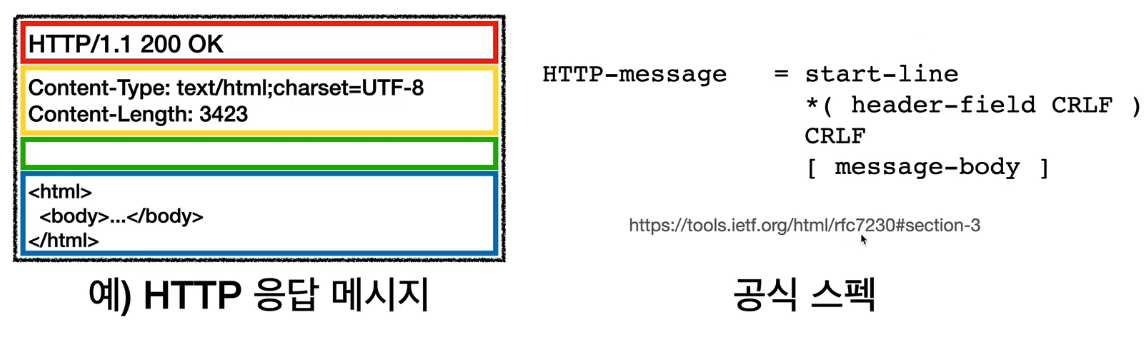 HTTP/1.1 200 OK
Content-Type: text/html;charset=UTF-8
Content-Length: 3423
<html>
<body>...</body>
</html>
예) HTTP 응답 메시지
HTTP-message = start-line
*( header-field CRLF )
CRLF
[ message-body ]
https://tools.ietf.org/html/rfc7230#section-3
공식 스펙